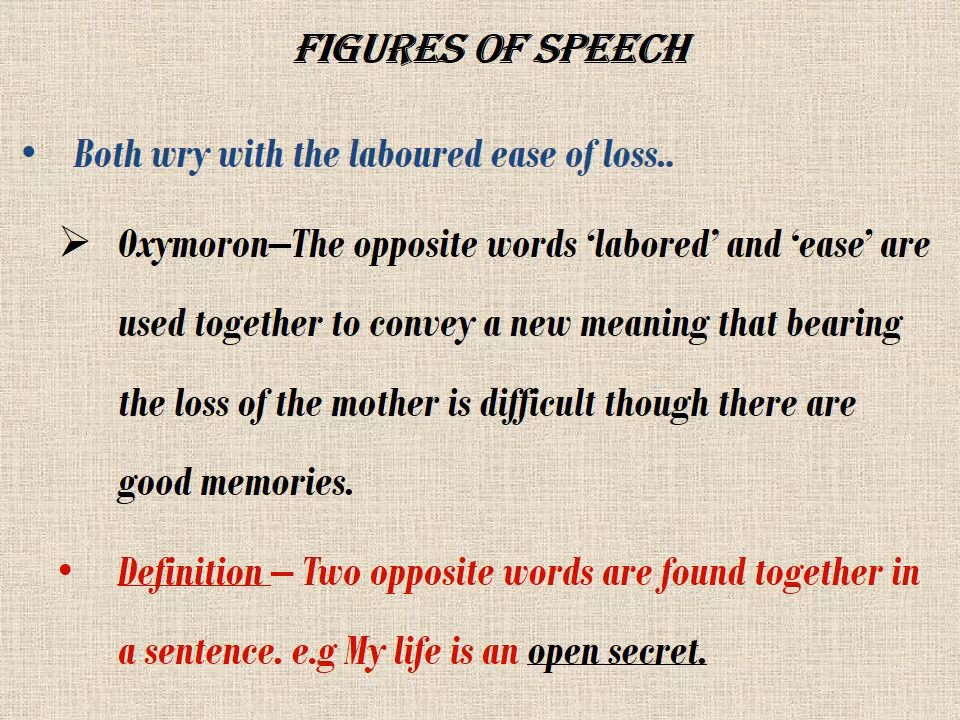 FIGURES OF SPEECH
• Both wry with the laboured ease of loss..
➢ Oxymoron–The opposite words ‘labored’ and ‘ease’ are
used together to convey a new meaning that bearing
the loss of the mother is difficult though there are
good memories.
• Definition – Two opposite words are found together in
a sentence. e.g My life is an open secret.